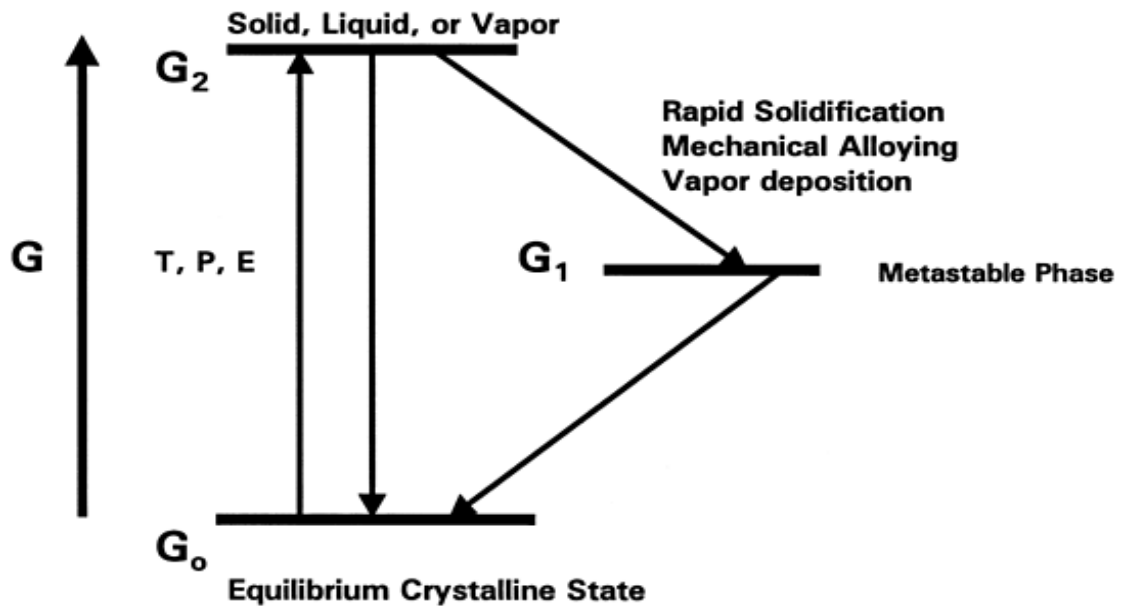 Solid, Liquid, or Vapor
G₂
Rapid Solidification
Mechanical Alloying
Vapor deposition
G
T, P, E
G₁
Metastable Phase
Gₒ
Equilibrium Crystalline State